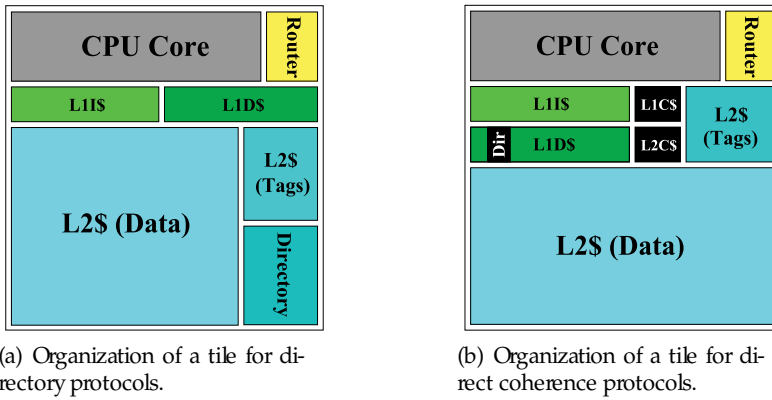 CPU Core
Router
L1I$
L1D$
L2$ (Data)
L2$
(Tags)
Directory
(a) Organization of a tile for di-
rectory protocols.
CPU Core
Router
L1I$
L1C$
L2$
(Tags)
Dir
L1D$
L2C$
L2$ (Data)
(b) Organization of a tile for di-
rect coherence protocols.